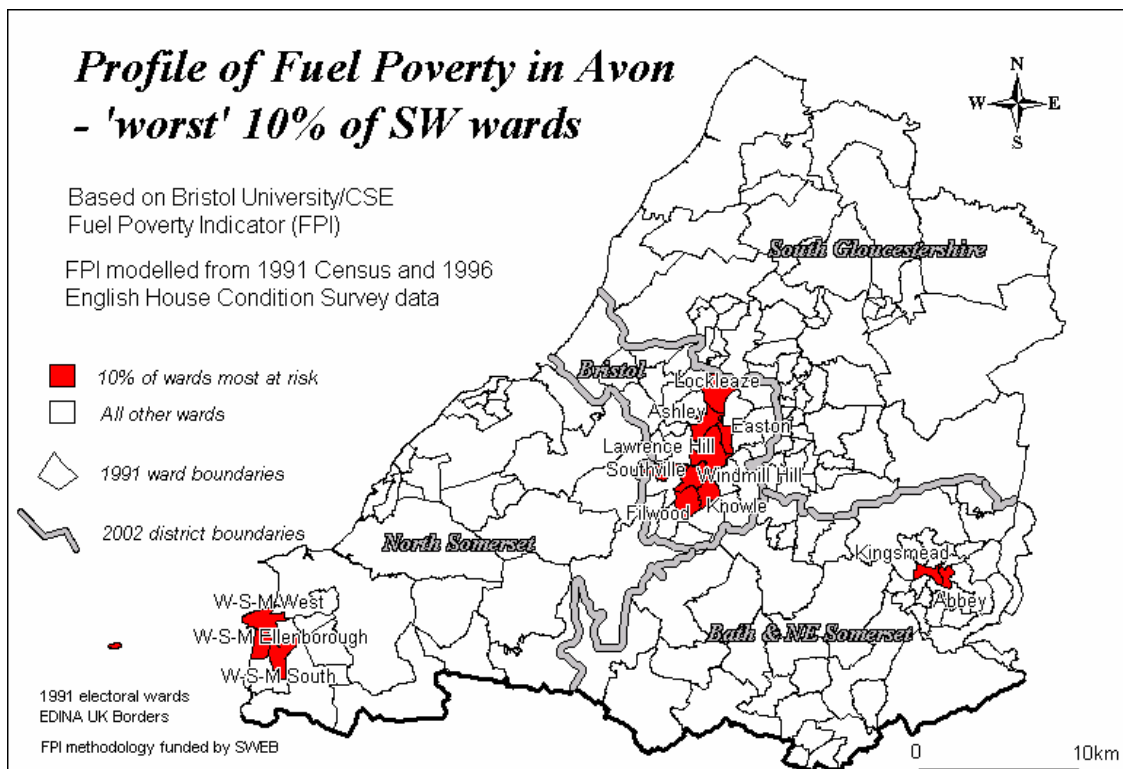 Profile of Fuel Poverty in Avon
- 'worst' 10% of SW wards
N
W E
S
Based on Bristol University/CSE
Fuel Poverty Indicator (FPI)
FPI modelled from 1991 Census and 1996
English House Condition Survey data
South Gloucestershire
10% of wards most at risk
All other wards
1991 ward boundaries
2002 district boundaries
Bristol
Lockleaze
Ashley
Easton
Lawrence Hill
Southville
Windmill Hill
Filwood
Knowle
North Somerset
Kingsmead
Abbey
Bath & NE Somerset
W-S-M West
W-S-M Ellenborough
W-S-M South
1991 electoral wards
EDINA UK Borders
FPI methodology funded by SWEB
0 10km